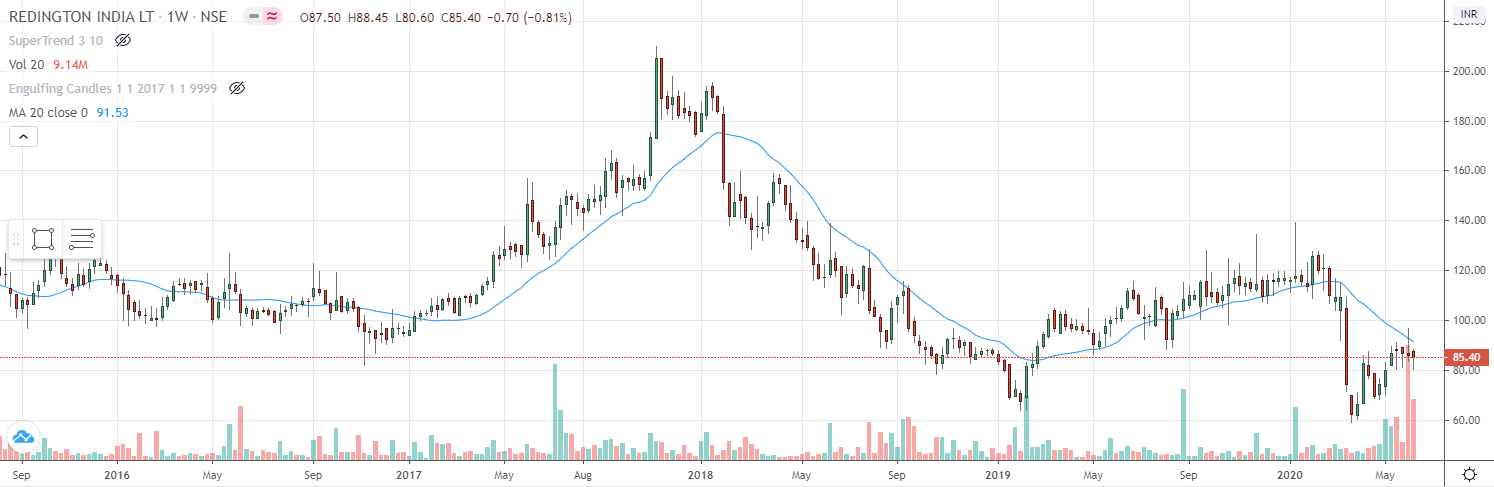 REDINGTON INDIA LT · 1W · NSE O87.50 H88.45 L80.60 C85.40 −0.70 (−0.81%)
SuperTrend 3 10
Vol 20 9.14M
Engulfing Candles 1 1 2017 1 1 9999
MA 20 close 0 91.53
INR
220.00
200.00
180.00
160.00
140.00
120.00
100.00
85.40
80.00
60.00
Sep 2016 May Sep 2017 May Aug 2018 May Sep 2019 May Sep 2020 May